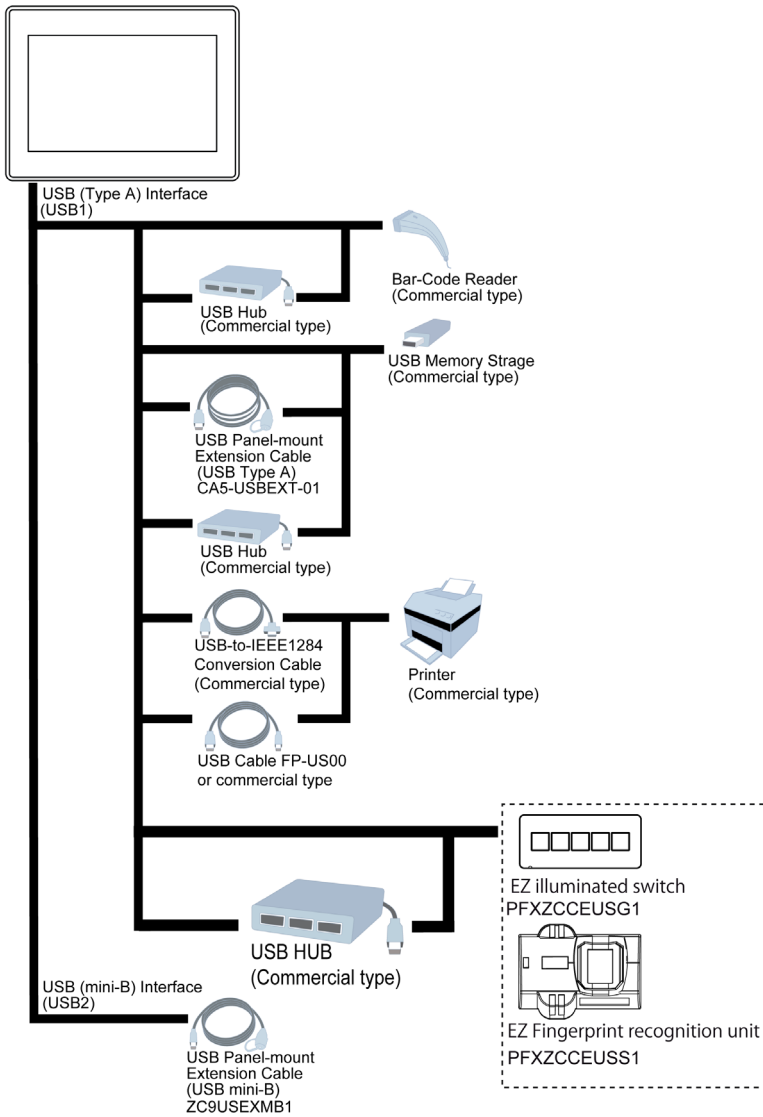 USB (Type A) Interface
(USB1)
Bar-Code Reader
(Commercial type)
USB Hub
(Commercial type)
USB Memory Strage
(Commercial type)
USB Panel-mount
Extension Cable
(USB Type A)
CA5-USBEXT-01
USB Hub
(Commercial type)
USB-to-IEEE1284
Conversion Cable
(Commercial type)
Printer
(Commercial type)
USB Cable FP-US00
or commercial type
EZ illuminated switch
PFXZCCEUSG1
USB HUB
(Commercial type)
EZ Fingerprint recognition unit
PFXZCCEUSS1
USB (mini-B) Interface
(USB2)
USB Panel-mount
Extension Cable
(USB mini-B)
ZC9USEXMB1